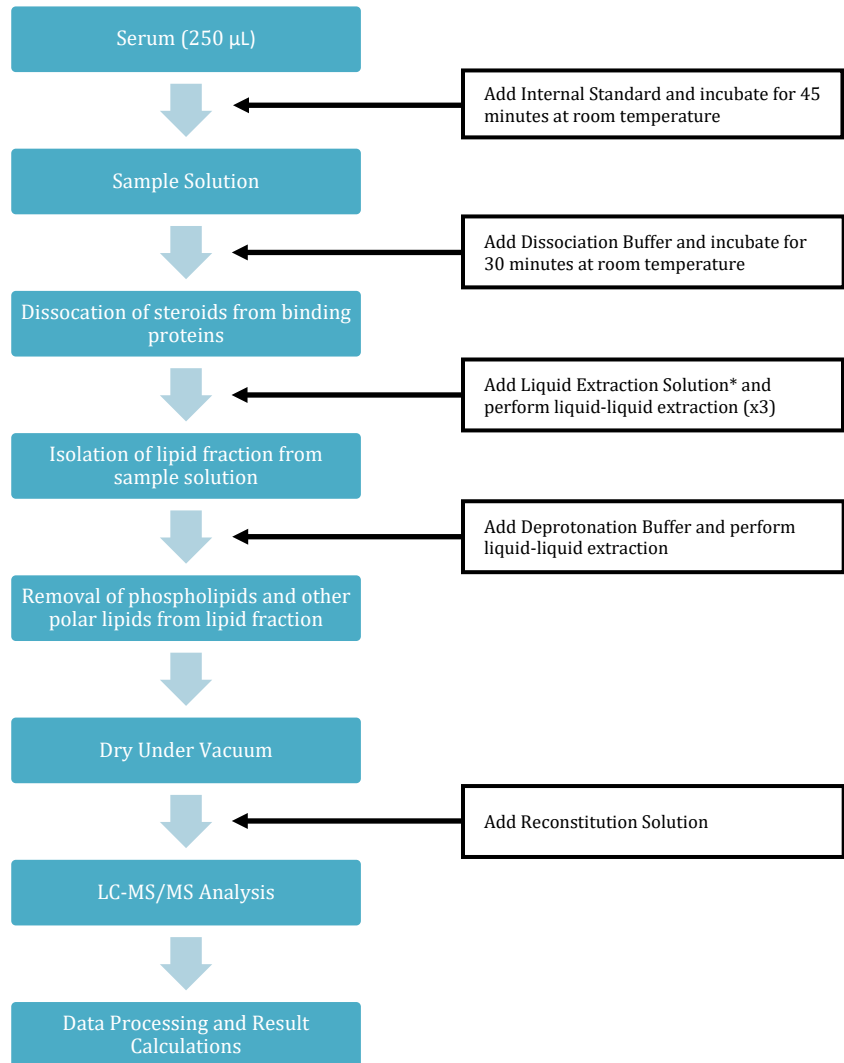 Serum (250 µL)
Add Internal Standard and incubate for 45
minutes at room temperature
Sample Solution
Add Dissociation Buffer and incubate for
30 minutes at room temperature
Dissocation of steroids from binding
proteins
Add Liquid Extraction Solution* and
perform liquid-liquid extraction (x3)
Isolation of lipid fraction from
sample solution
Add Deprotonation Buffer and perform
liquid-liquid extraction
Removal of phospholipids and other
polar lipids from lipid fraction
Dry Under Vacuum
Add Reconstitution Solution
LC-MS/MS Analysis
Data Processing and Result
Calculations